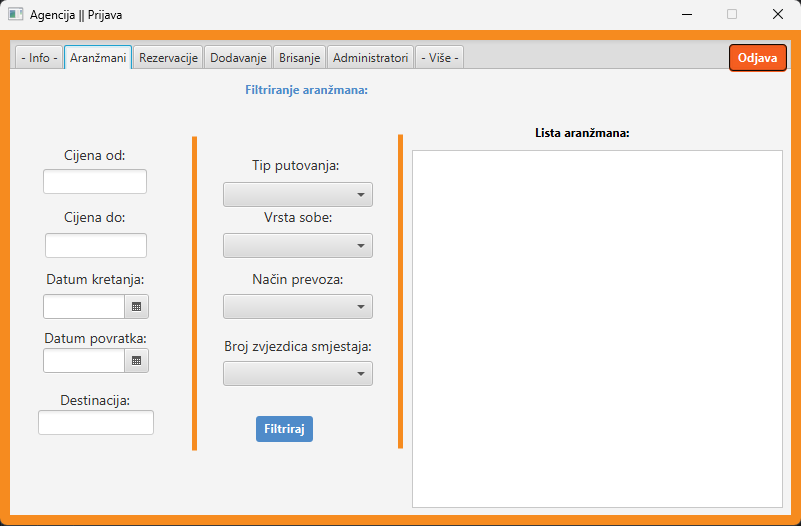 Agencija || Prijava
- Info -
Aranžmani
Rezervacije
Dodavanje
Brisanje
Administratori
- Više -
Odjava
Filtriranje aranžmana:
Cijena od:
Cijena do:
Datum kretanja:
Datum povratka:
Destinacija:
Tip putovanja:
Vrsta sobe:
Način prevoza:
Broj zvjezdica smjestaja:
Filtriraj
Lista aranžmana: